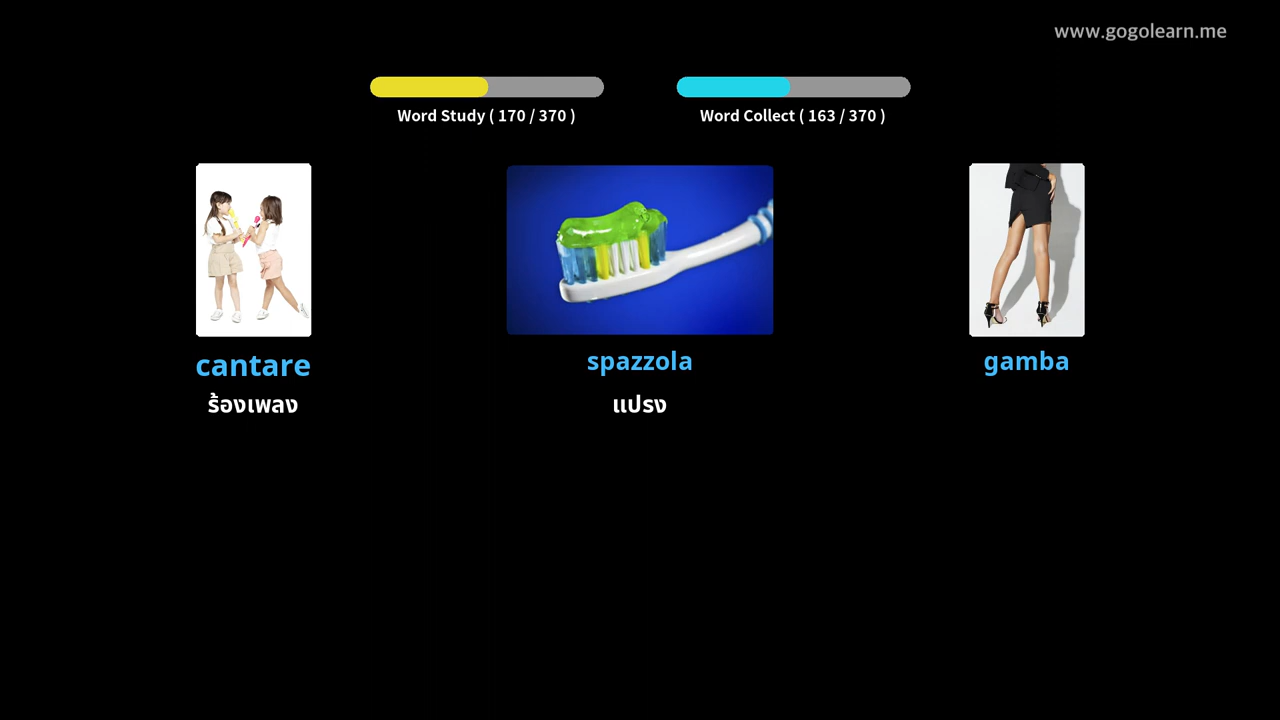 www.gogolearn.me
Word Study ( 170 / 370 )
Word Collect ( 163 / 370 )
cantare
spazzola
gamba
ร้องเพลง
แปรง